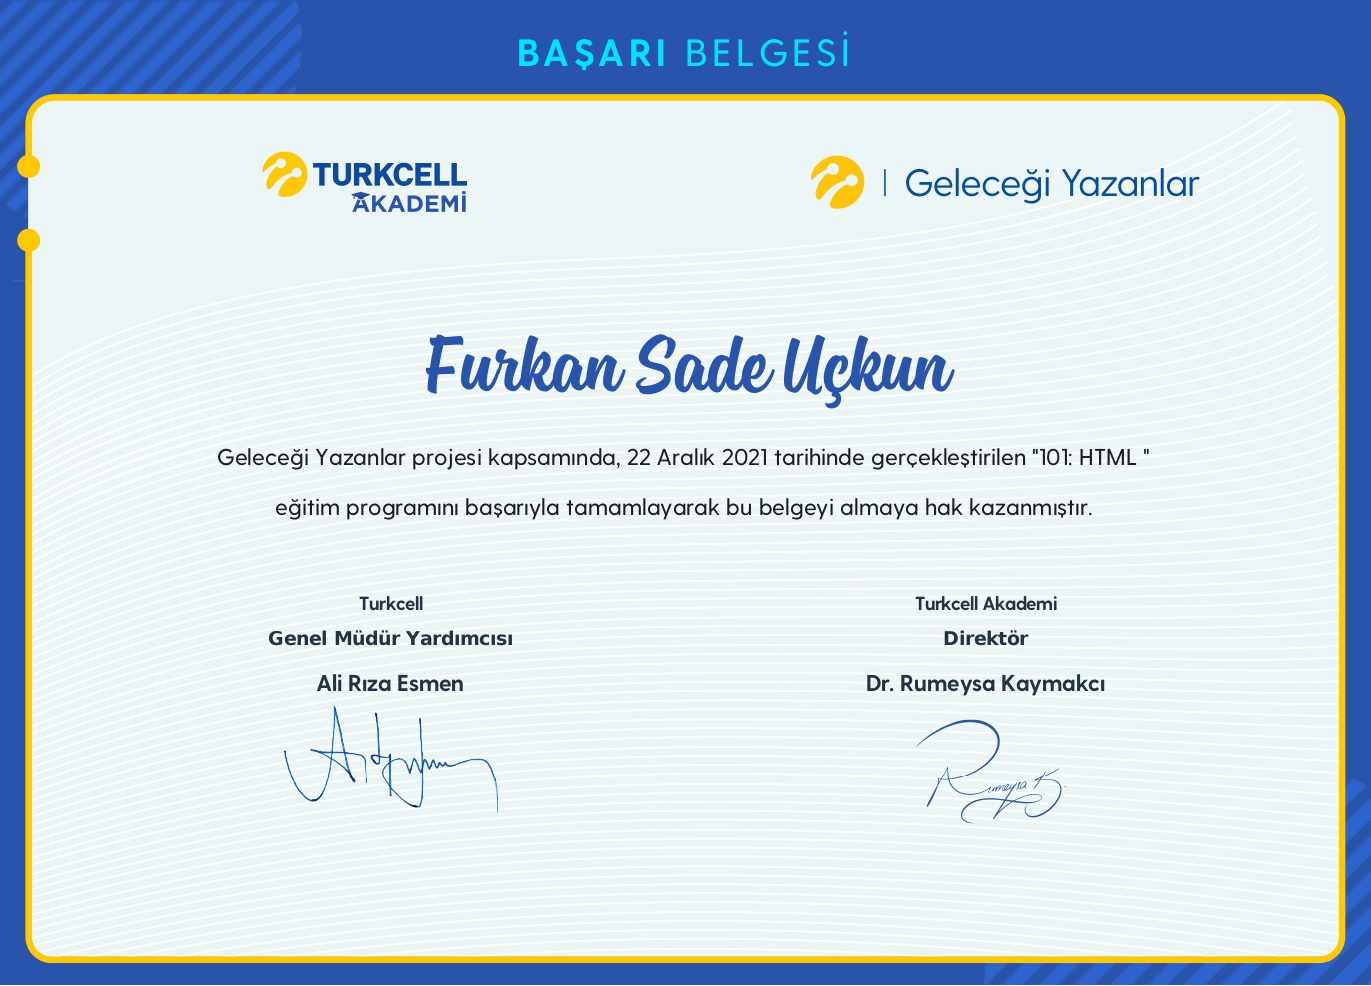 BAŞARI BELGESİ
TURKCELL
AKADEMİ
Geleceği Yazanlar
Furkan Sade Uçkun
Geleceği Yazanlar projesi kapsamında, 22 Aralık 2021 tarihinde gerçekleştirilen "101: HTML "
eğitim programını başarıyla tamamlayarak bu belgeyi almaya hak kazanmıştır.
Turkcell
Genel Müdür Yardımcısı
Ali Rıza Esmen
Turkcell Akademi
Direktör
Dr. Rumeysa Kaymakcı
Rumeysa K.